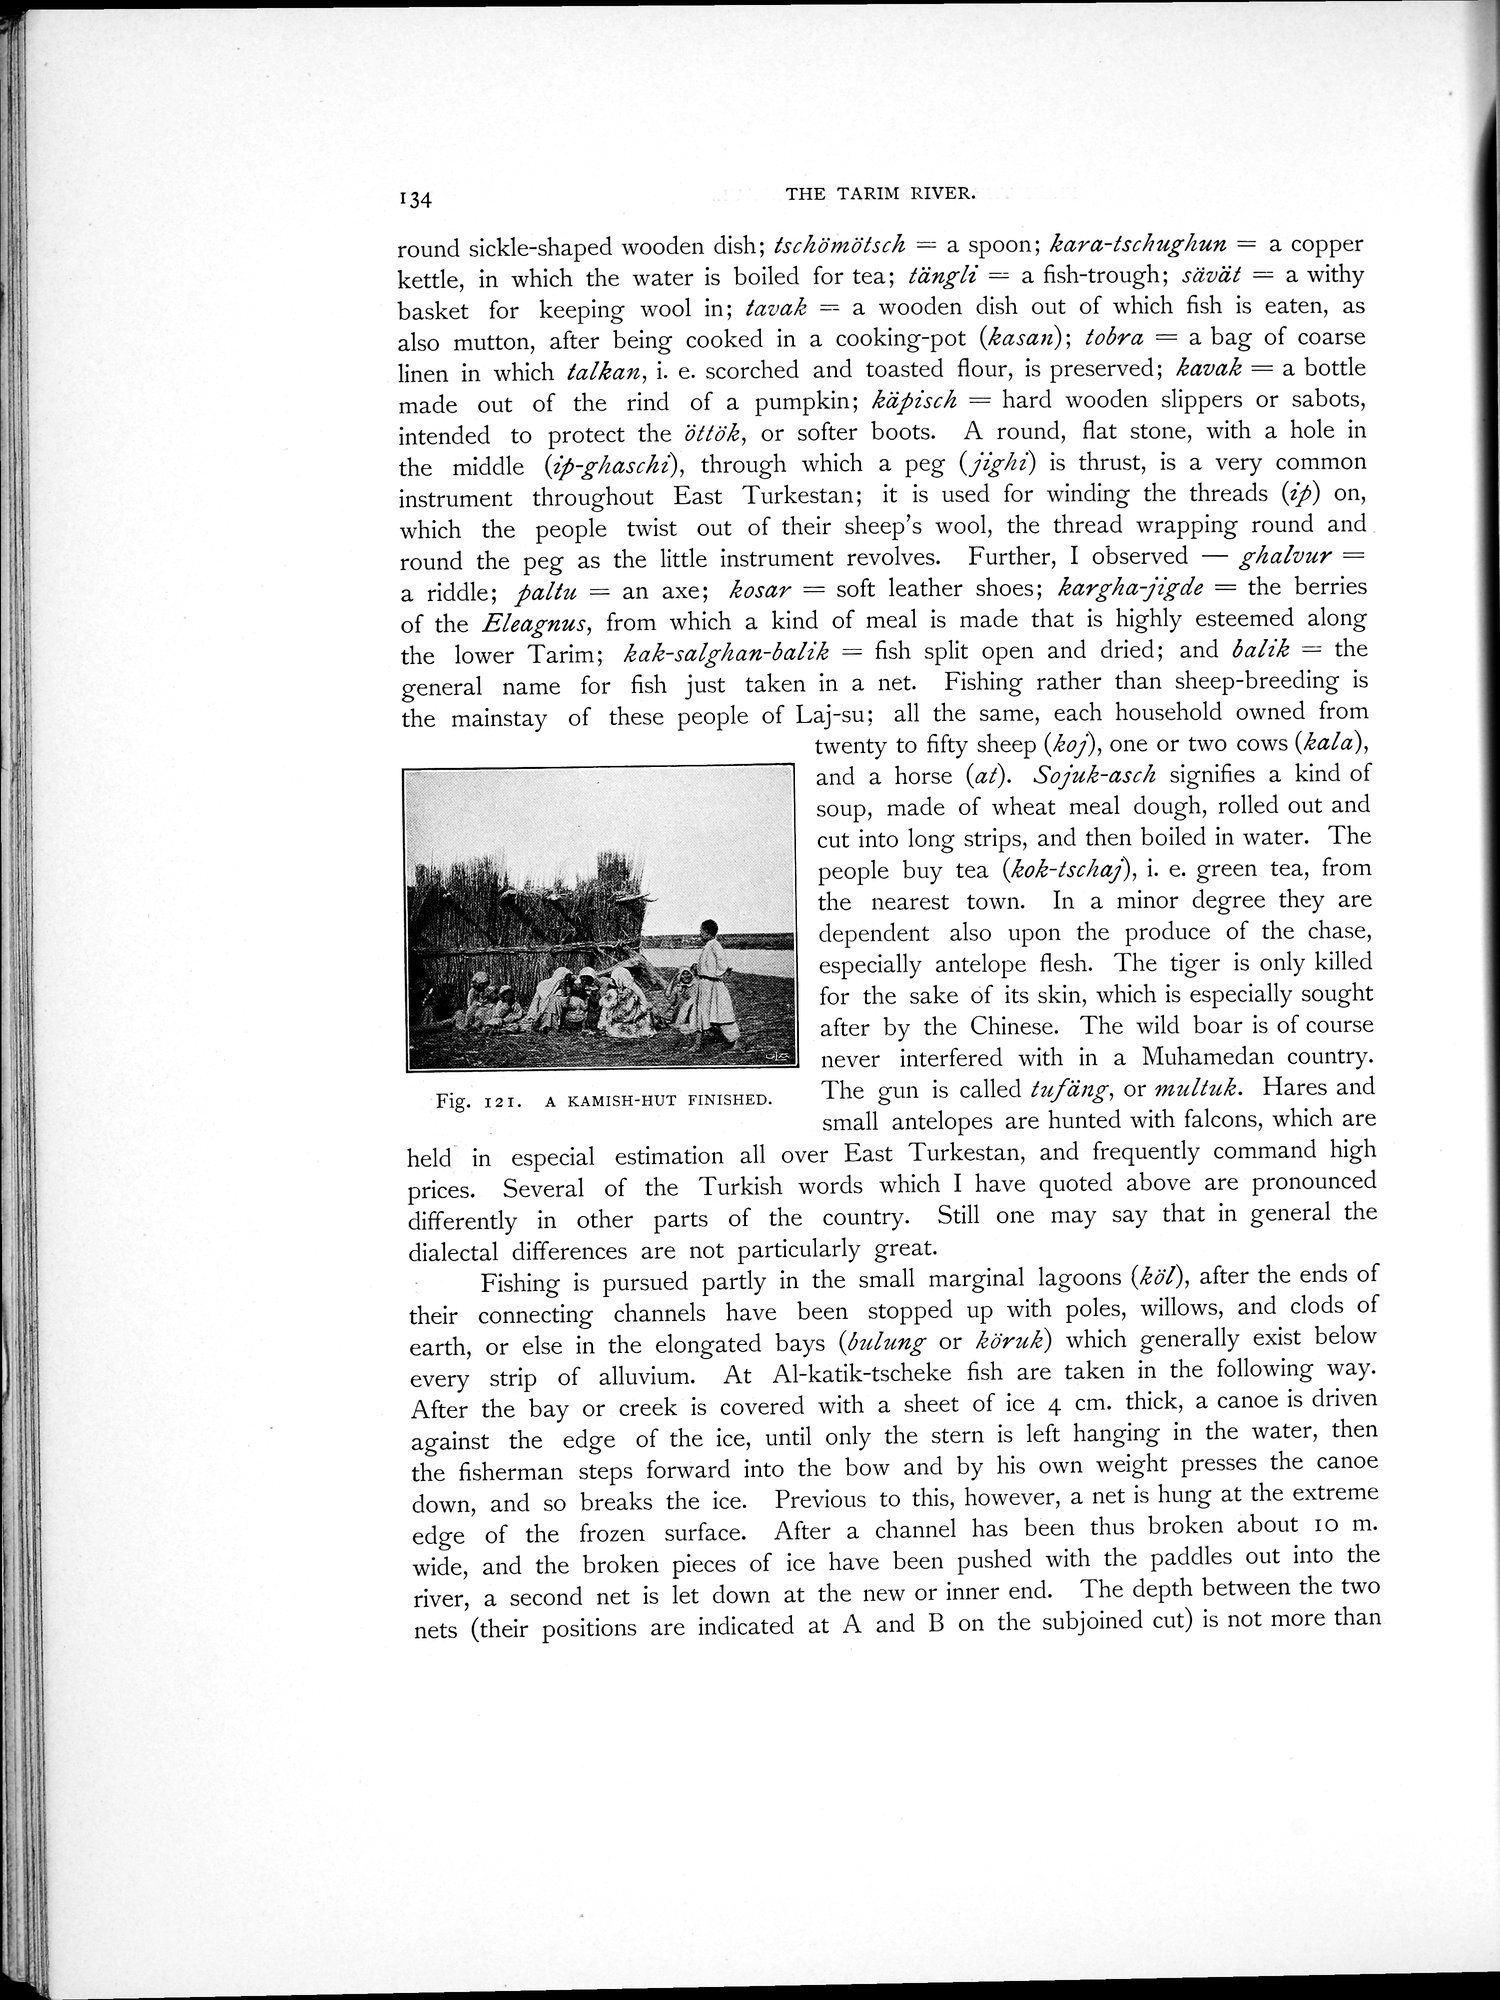 134
THE TARIM RIVER.
round sickle-shaped wooden dish; tschömötsch = a spoon; kara-tschughun = a copper
kettle, in which the water is boiled for tea; tängli = a fish-trough; sävät = a withy
basket for keeping wool in; tavak = a wooden dish out of which fish is eaten, as
also mutton, after being cooked in a cooking-pot (kasan); tobra = a bag of coarse
linen in which talkan, i. e. scorched and toasted flour, is preserved; kavak = a bottle
made out of the rind of a pumpkin; käpisch = hard wooden slippers or sabots,
intended to protect the öttök, or softer boots. A round, flat stone, with a hole in
the middle (ip-ghaschi), through which a peg (jighi) is thrust, is a very common
instrument throughout East Turkestan; it is used for winding the threads (ip) on,
which the people twist out of their sheep's wool, the thread wrapping round and
round the peg as the little instrument revolves. Further, I observed — ghalvur =
a riddle; paltu = an axe; kosar = soft leather shoes; kargha-jigde = the berries
of the Eleagnus, from which a kind of meal is made that is highly esteemed along
the lower Tarim; kak-salghan-balik = fish split open and dried; and balik = the
general name for fish just taken in a net. Fishing rather than sheep-breeding is
the mainstay of these people of Laj-su; all the same, each household owned from
twenty to fifty sheep (koj), one or two cows (kala),
and a horse (at). Sojuk-asch signifies a kind of
soup, made of wheat meal dough, rolled out and
cut into long strips, and then boiled in water. The
people buy tea (kok-tschaj), i. e. green tea, from
the nearest town. In a minor degree they are
dependent also upon the produce of the chase,
especially antelope flesh. The tiger is only killed
for the sake of its skin, which is especially sought
after by the Chinese. The wild boar is of course
never interfered with in a Muhamedan country.
The gun is called tufäng, or multuk. Hares and
small antelopes are hunted with falcons, which are
Fig. 121. A KAMISH-HUT FINISHED.
held in especial estimation all over East Turkestan, and frequently command high
prices. Several of the Turkish words which I have quoted above are pronounced
differently in other parts of the country. Still one may say that in general the
dialectal differences are not particularly great.
Fishing is pursued partly in the small marginal lagoons (köl), after the ends of
their connecting channels have been stopped up with poles, willows, and clods of
earth, or else in the elongated bays (bulung or köruk) which generally exist below
every strip of alluvium. At Al-katik-tscheke fish are taken in the following way.
After the bay or creek is covered with a sheet of ice 4 cm. thick, a canoe is driven
against the edge of the ice, until only the stern is left hanging in the water, then
the fisherman steps forward into the bow and by his own weight presses the canoe
down, and so breaks the ice. Previous to this, however, a net is hung at the extreme
edge of the frozen surface. After a channel has been thus broken about 10 m.
wide, and the broken pieces of ice have been pushed with the paddles out into the
river, a second net is let down at the new or inner end. The depth between the two
nets (their positions are indicated at A and B on the subjoined cut) is not more than